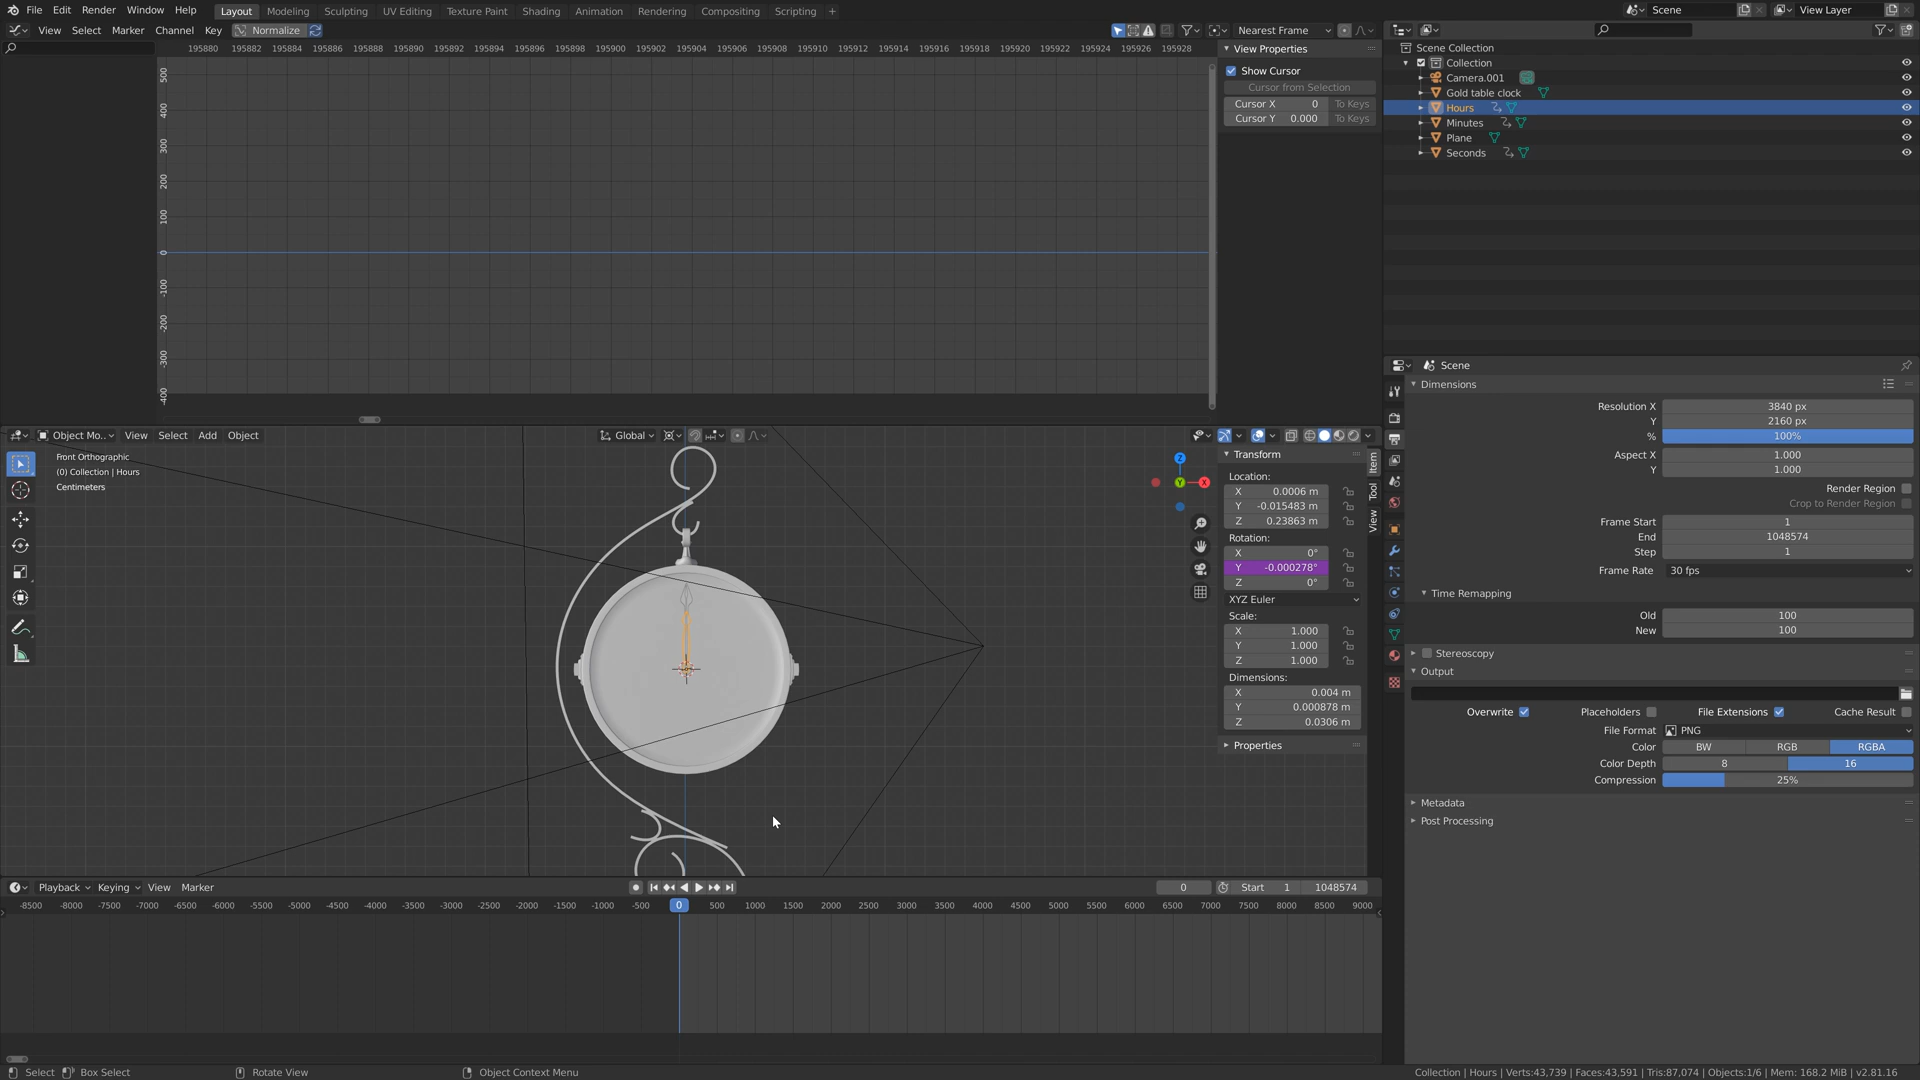 File Edit Render Window Help Layout Modeling Sculpting UV Editing Texture Paint Shading Animation Rendering Compositing Scripting + Scene View Layer
View Select Marker Channel Key Normalize Nearest Frame
195880 195882 195884 195886 195888 195890 195892 195894 195896 195898 195900 195902 195904 195906 195908 195910 195912 195914 195916 195918 195920 195922 195924 195926 195928
500
400
300
200
100
0
-100
-200
-300
-400
View Properties
Show Cursor
Cursor from Selection
Cursor X 0 To Keys
Cursor Y 0.000 To Keys
Scene Collection
Collection
Camera.001
Gold table clock
Hours
Minutes
Plane
Seconds
Object Mo.. View Select Add Object Global
Front Orthographic
(0) Collection | Hours
Centimeters
Z
Y
X
Transform
Location:
X 0.0006 m
Y -0.015483 m
Z 0.23863 m
Rotation:
X 0°
Y -0.000278°
Z 0°
XYZ Euler
Scale:
X 1.000
Y 1.000
Z 1.000
Dimensions:
X 0.004 m
Y 0.000878 m
Z 0.0306 m
Properties
Item
Tool
View
Scene
Dimensions
Resolution X 3840 px
Y 2160 px
% 100%
Aspect X 1.000
Y 1.000
Render Region
Crop to Render Region
Frame Start 1
End 1048574
Step 1
Frame Rate 30 fps
Time Remapping
Old 100
New 100
Stereoscopy
Output
Overwrite Placeholders File Extensions Cache Result
File Format PNG
Color BW RGB RGBA
Color Depth 8 16
Compression 25%
Metadata
Post Processing
Playback Keying View Marker 0 Start 1 1048574
-8500 -8000 -7500 -7000 -6500 -6000 -5500 -5000 -4500 -4000 -3500 -3000 -2500 -2000 -1500 -1000 -500 0 500 1000 1500 2000 2500 3000 3500 4000 4500 5000 5500 6000 6500 7000 7500 8000 8500 9000
Select Box Select Rotate View Object Context Menu Collection | Hours | Verts:43,739 | Faces:43,591 | Tris:87,074 | Objects:1/6 | Mem: 168.2 MiB | v2.81.16